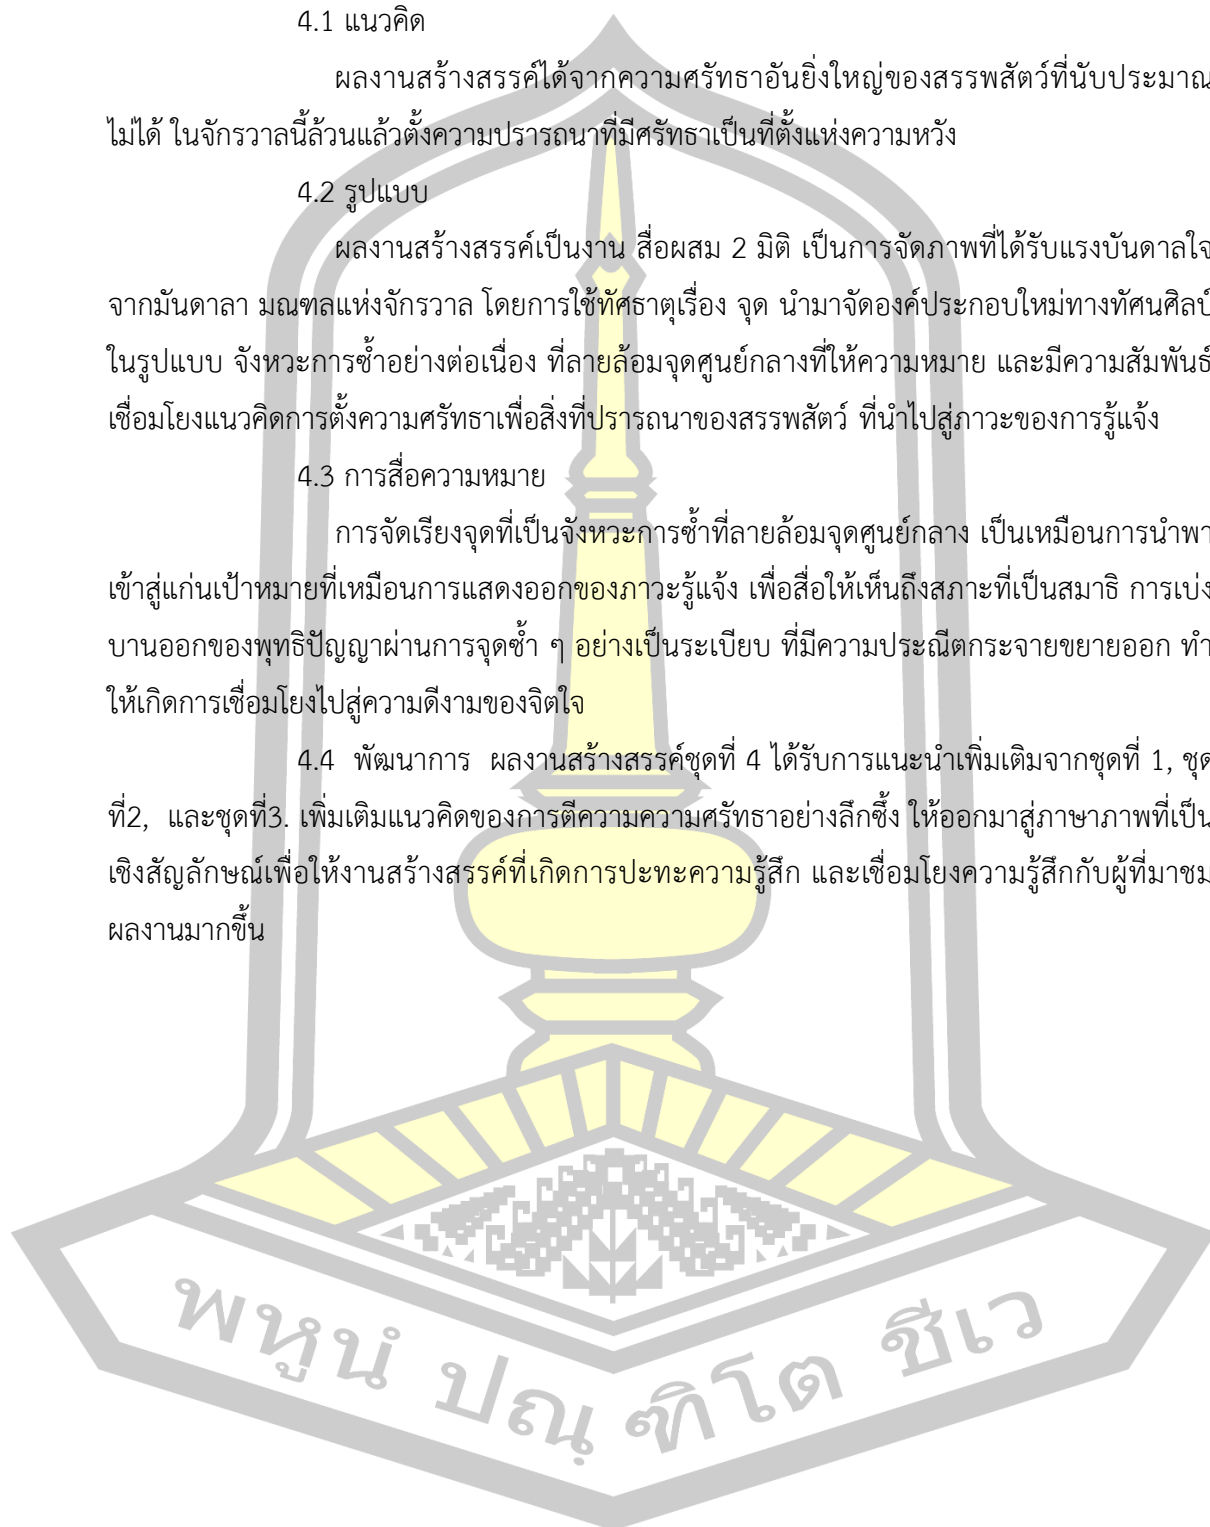 4.1 แนวคิด
ผลงานสร้างสรรค์ได้จากความศรัทธาอันยิ่งใหญ่ของสรรพสัตว์ที่นับประมาณ
ไม่ได้ ในจักรวาลนี้ล้วนแล้วตั้งความปรารถนาที่มีศรัทธาเป็นที่ตั้งแห่งความหวัง
4.2 รูปแบบ
ผลงานสร้างสรรค์เป็นงาน สื่อผสม 2 มิติ เป็นการจัดภาพที่ได้รับแรงบันดาลใจ
จากมันดาลา มณฑลแห่งจักรวาล โดยการใช้ทัศธาตุเรื่อง จุด นำมาจัดองค์ประกอบใหม่ทางทัศนศิลป์
ในรูปแบบ จังหวะการซ้ำอย่างต่อเนื่อง ที่ลายล้อมจุดศูนย์กลางที่ให้ความหมาย และมีความสัมพันธ์
เชื่อมโยงแนวคิดการตั้งความศรัทธาเพื่อสิ่งที่ปรารถนาของสรรพสัตว์ ที่นำไปสู่ภาวะของการรู้แจ้ง
4.3 การสื่อความหมาย
การจัดเรียงจุดที่เป็นจังหวะการซ้ำที่ลายล้อมจุดศูนย์กลาง เป็นเหมือนการนำพา
เข้าสู่แก่นเป้าหมายที่เหมือนการแสดงออกของภาวะรู้แจ้ง เพื่อสื่อให้เห็นถึงสภาะที่เป็นสมาธิ การเบ่ง
บานออกของพุทธิปัญญาผ่านการจุดซ้ำ ๆ อย่างเป็นระเบียบ ที่มีความประณีตกระจายขยายออก ทำ
ให้เกิดการเชื่อมโยงไปสู่ความดีงามของจิตใจ
4.4 พัฒนาการ ผลงานสร้างสรรค์ชุดที่ 4 ได้รับการแนะนำเพิ่มเติมจากชุดที่ 1, ชุด
ที่2, และชุดที่3. เพิ่มเติมแนวคิดของการตีความความศรัทธาอย่างลึกซึ้ง ให้ออกมาสู่ภาษาภาพที่เป็น
เชิงสัญลักษณ์เพื่อให้งานสร้างสรรค์ที่เกิดการปะทะความรู้สึก และเชื่อมโยงความรู้สึกกับผู้ที่มาชม
ผลงานมากขึ้น
พหูนํ ปณฺฑิโต ชีเว